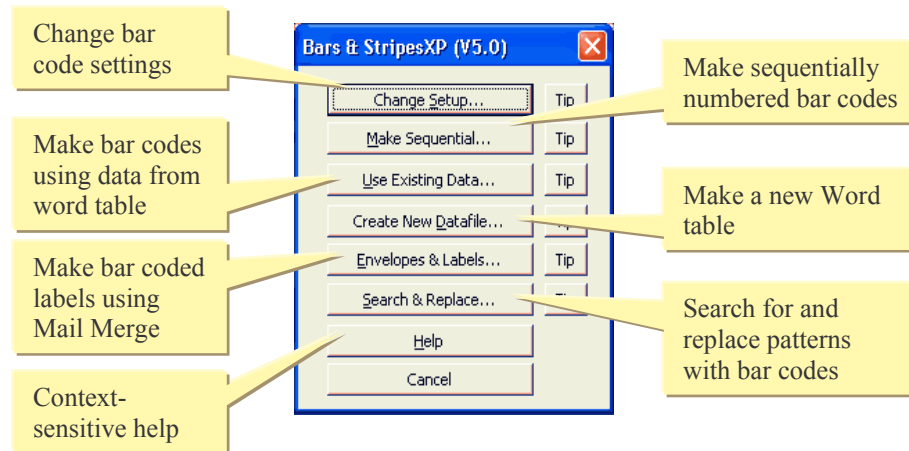 Change bar
code settings
Bars & StripesXP (V5.0)
Make sequentially
numbered bar codes
Change Setup...
Tip
Make Sequential...
Tip
Make bar codes
using data from
word table
Use Existing Data...
Tip
Make a new Word
table
Create New Datafile...
Make bar coded
labels using
Mail Merge
Envelopes & Labels...
Tip
Search & Replace...
Search for and
replace patterns
with bar codes
Help
Cancel
Context-
sensitive help